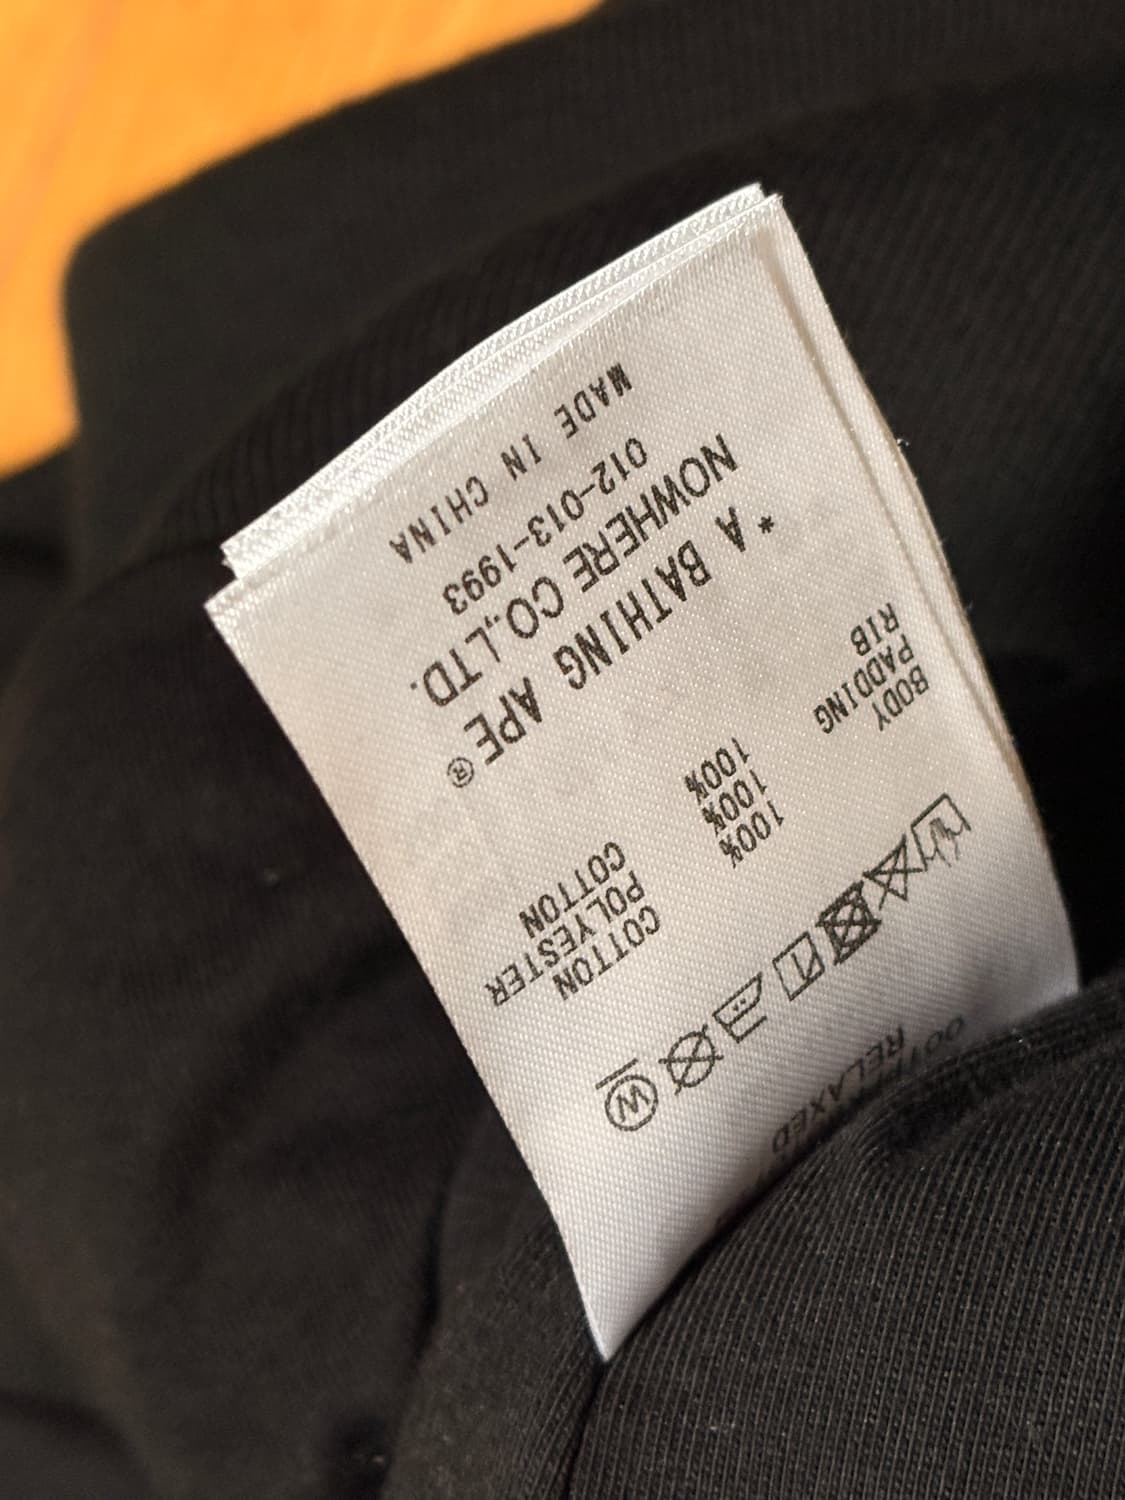 RELAXED
W
BODY 100% COTTON
PADDING 100% POLYESTER
RIB 100% COTTON
*A BATHING APE®
NOWHERE CO.,LTD.
012-013-1993
MADE IN CHINA